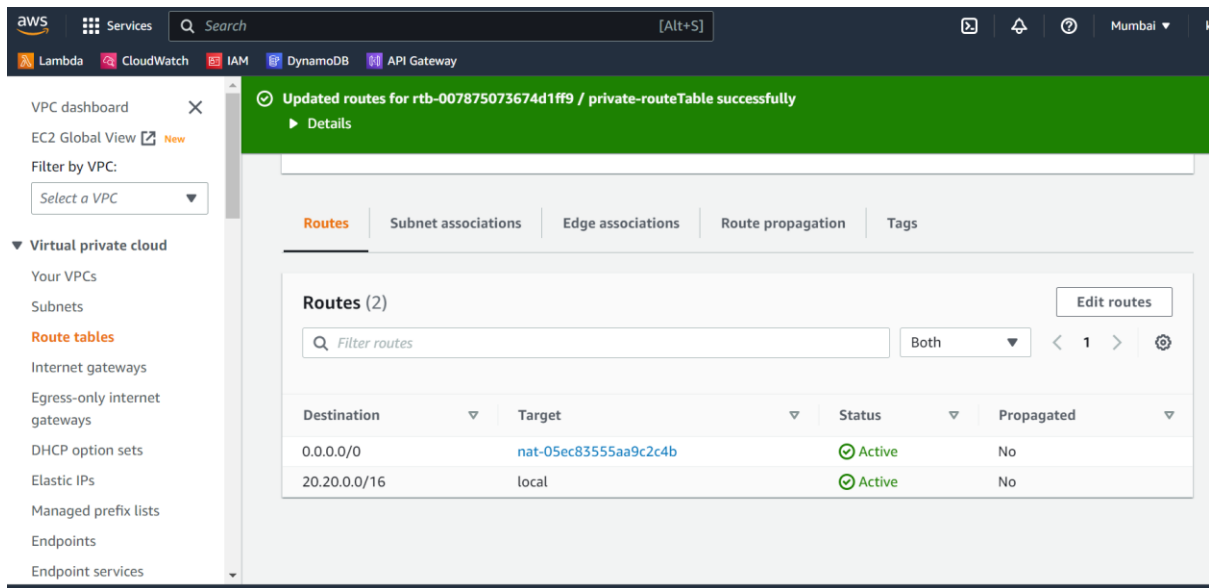 aws Services Search [Alt+S] Mumbai
Lambda CloudWatch IAM DynamoDB API Gateway
VPC dashboard
EC2 Global View New
Filter by VPC:
Select a VPC
Virtual private cloud
Your VPCs
Subnets
Route tables
Internet gateways
Egress-only internet
gateways
DHCP option sets
Elastic IPs
Managed prefix lists
Endpoints
Endpoint services
Updated routes for rtb-007875073674d1ff9 / private-routeTable successfully
Details
Routes Subnet associations Edge associations Route propagation Tags
Routes (2) Edit routes
Filter routes Both 1
Destination Target Status Propagated
0.0.0.0/0 nat-05ec83555aa9c2c4b Active No
20.20.0.0/16 local Active No